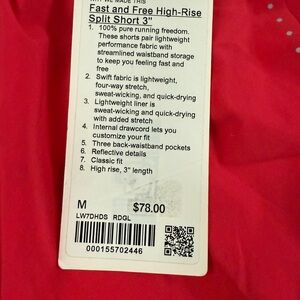 WHY WE MADE THIS
Fast and Free High-Rise
Split Short 3"
1. 100% pure running freedom.
These shorts pair lightweight
performance fabric with
streamlined waistband storage
to keep you feeling fast and
free
2. Swift fabric is lightweight,
four-way stretch,
sweat-wicking, and quick-drying
3. Lightweight liner is
sweat-wicking and quick-drying
with added stretch
4. Internal drawcord lets you
customize your fit
5. Three back-waistband pockets
6. Reflective details
7. Classic fit
8. High rise, 3" length
M $78.00
LW7DHDS RDGL
000155702446